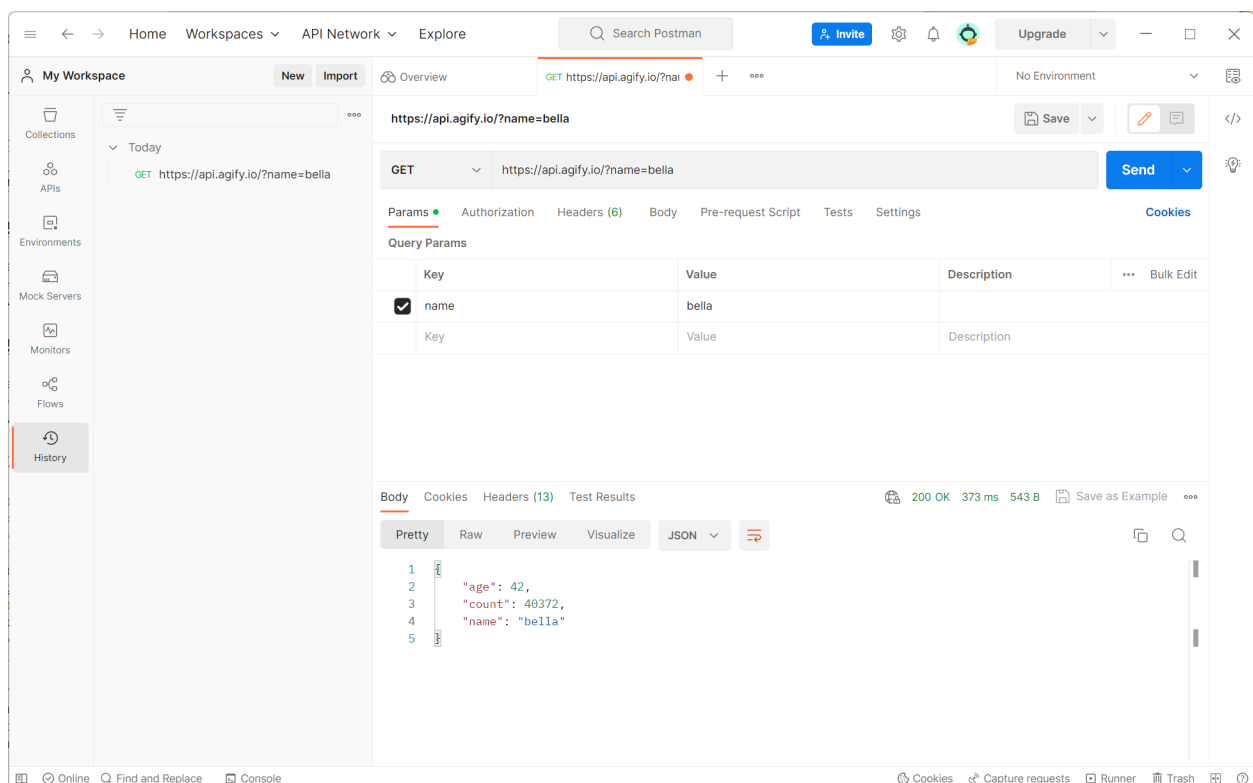 Home Workspaces API Network Explore Search Postman Invite Upgrade
My Workspace New Import Overview GET https://api.agify.io/?nar No Environment
Collections
APIs
Environments
Mock Servers
Monitors
Flows
History
Today
GET https://api.agify.io/?name=bella
https://api.agify.io/?name=bella Save
GET https://api.agify.io/?name=bella Send
Params Authorization Headers (6) Body Pre-request Script Tests Settings Cookies
Query Params
Key Value Description Bulk Edit
name bella
Key Value Description
Body Cookies Headers (13) Test Results 200 OK 373 ms 543 B Save as Example
Pretty Raw Preview Visualize JSON
1 {
2 "age": 42,
3 "count": 40372,
4 "name": "bella"
5 }
Online Find and Replace Console Cookies Capture requests Runner Trash